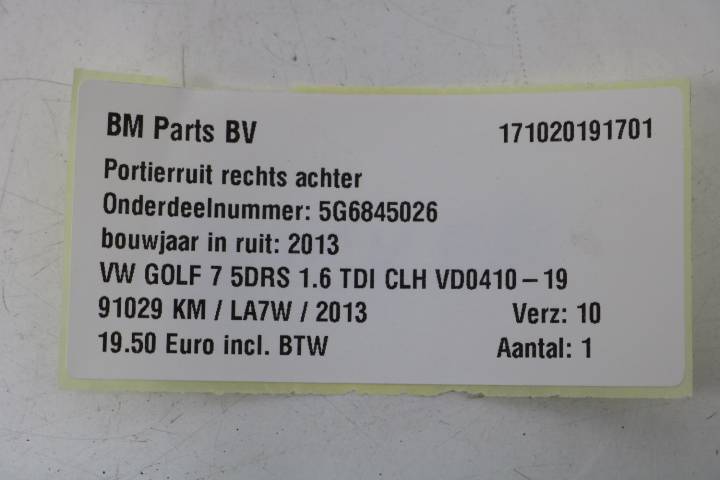 BM Parts BV 171020191701
Portierruit rechts achter
Onderdeelnummer: 5G6845026
bouwjaar in ruit: 2013
VW GOLF 7 5DRS 1.6 TDI CLH VD0410-19
91029 KM / LA7W / 2013 Verz: 10
19.50 Euro incl. BTW Aantal: 1